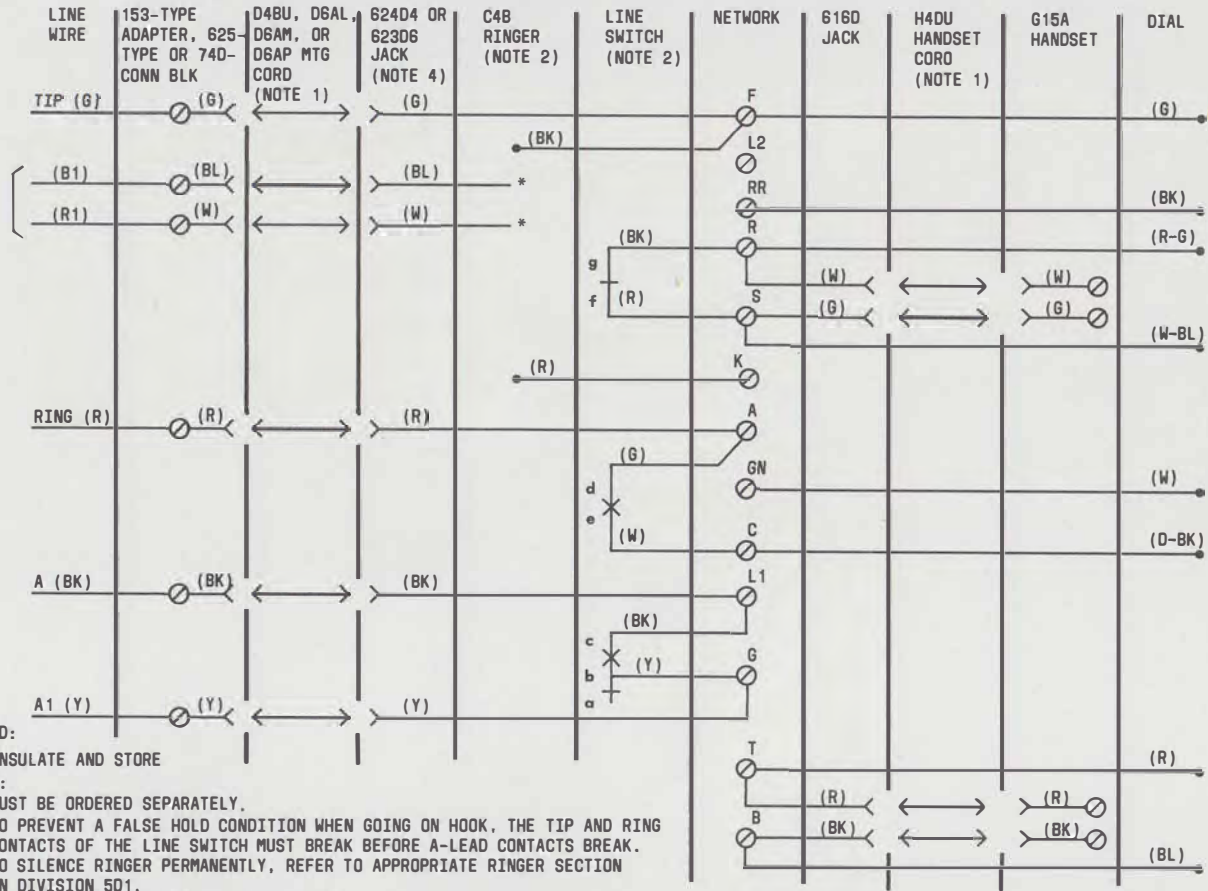 LINE WIRE
153-TYPE ADAPTER, 625-TYPE OR 74D-CONN BLK
D4BU, D6AL, D6AM, OR D6AP MTG CORD (NOTE 1)
624D4 OR 623D6 JACK (NOTE 4)
C4B RINGER (NOTE 2)
LINE SWITCH (NOTE 2)
NETWORK
616D JACK
H4DU HANDSET CORD (NOTE 1)
G15A HANDSET
DIAL
TIP (G) (G) (G) F (G)
(BK) L2
(B1) (BL) (BL) *
RR (BK)
(R1) (W) (W) *
(BK) R (R-G)
g (W) (W)
f (R) S (G) (G)
(W-BL)
(R) K
RING (R) (R) (R) A
(G) GN (W)
d
e (W) C (D-BK)
A (BK) (BK) (BK) L1
(BK)
c
b (Y) G
a
A1 (Y) (Y) (Y)
D:
NSULATE AND STORE
T (R)
:
UST BE ORDERED SEPARATELY.
(R) (R)
O PREVENT A FALSE HOLD CONDITION WHEN GOING ON HOOK, THE TIP AND RING
B (BK) (BK)
ONTACTS OF THE LINE SWITCH MUST BREAK BEFORE A-LEAD CONTACTS BREAK.
O SILENCE RINGER PERMANENTLY, REFER TO APPROPRIATE RINGER SECTION
(BL)
N DIVISION 501.